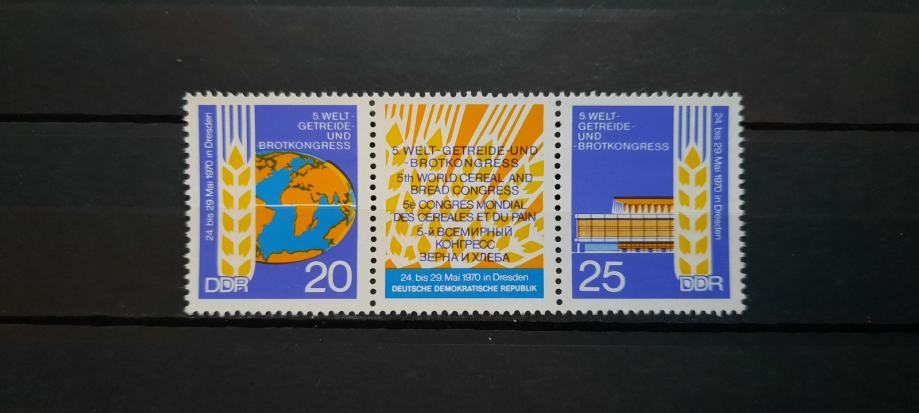 24. bis 29. Mai 1970 in Dresden
5. WELT-
GETREIDE-
UND
-BROTKONGRESS
DDR
20
5. WELT-GETREIDE-UND
-BROTKONGRESS
5th WORLD CEREAL AND
BREAD CONGRESS
5e CONGRES MONDIAL
DES CEREALES ET DU PAIN
5-й ВСЕМИРНЫЙ
КОНГРЕСС
ЗЕРНА И ХЛЕБА
24. bis 29. Mai 1970 in Dresden
DEUTSCHE DEMOKRATISCHE REPUBLIK
5. WELT-
GETREIDE-
UND
-BROTKONGRESS
25
DDR
24. bis 29. Mai 1970 in Dresden